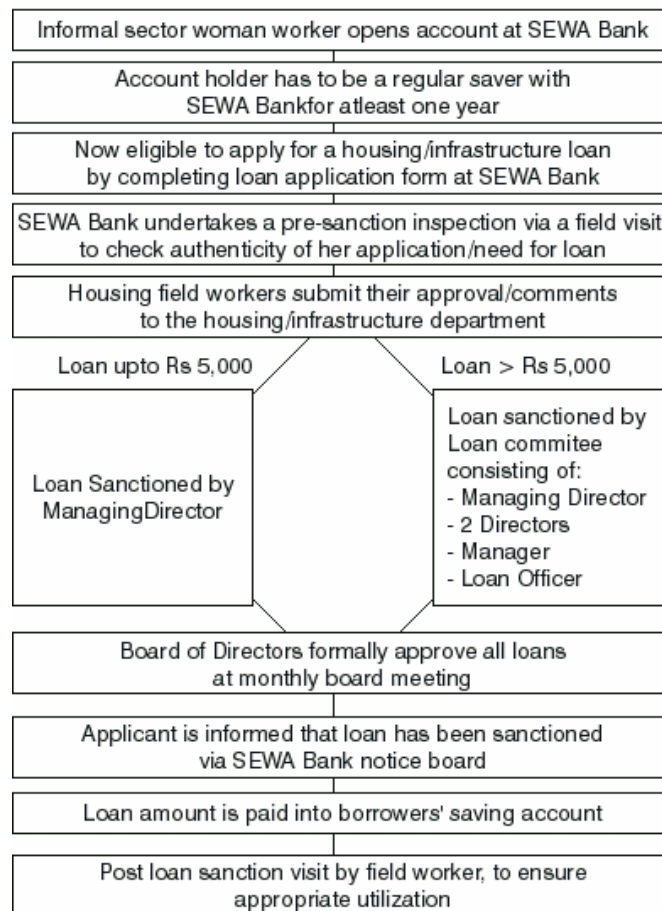 Informal sector woman worker opens account at SEWA Bank
Account holder has to be a regular saver with
SEWA Bankfor atleast one year
Now eligible to apply for a housing/infrastructure loan
by completing loan application form at SEWA Bank
SEWA Bank undertakes a pre-sanction inspection via a field visit
to check authenticity of her application/need for loan
Housing field workers submit their approval/comments
to the housing/infrastructure department
Loan upto Rs 5,000
Loan > Rs 5,000
Loan Sanctioned by
ManagingDirector
Loan sanctioned by
Loan commitee
consisting of:
- Managing Director
- 2 Directors
- Manager
- Loan Officer
Board of Directors formally approve all loans
at monthly board meeting
Applicant is informed that loan has been sanctioned
via SEWA Bank notice board
Loan amount is paid into borrowers' saving account
Post loan sanction visit by field worker, to ensure
appropriate utilization